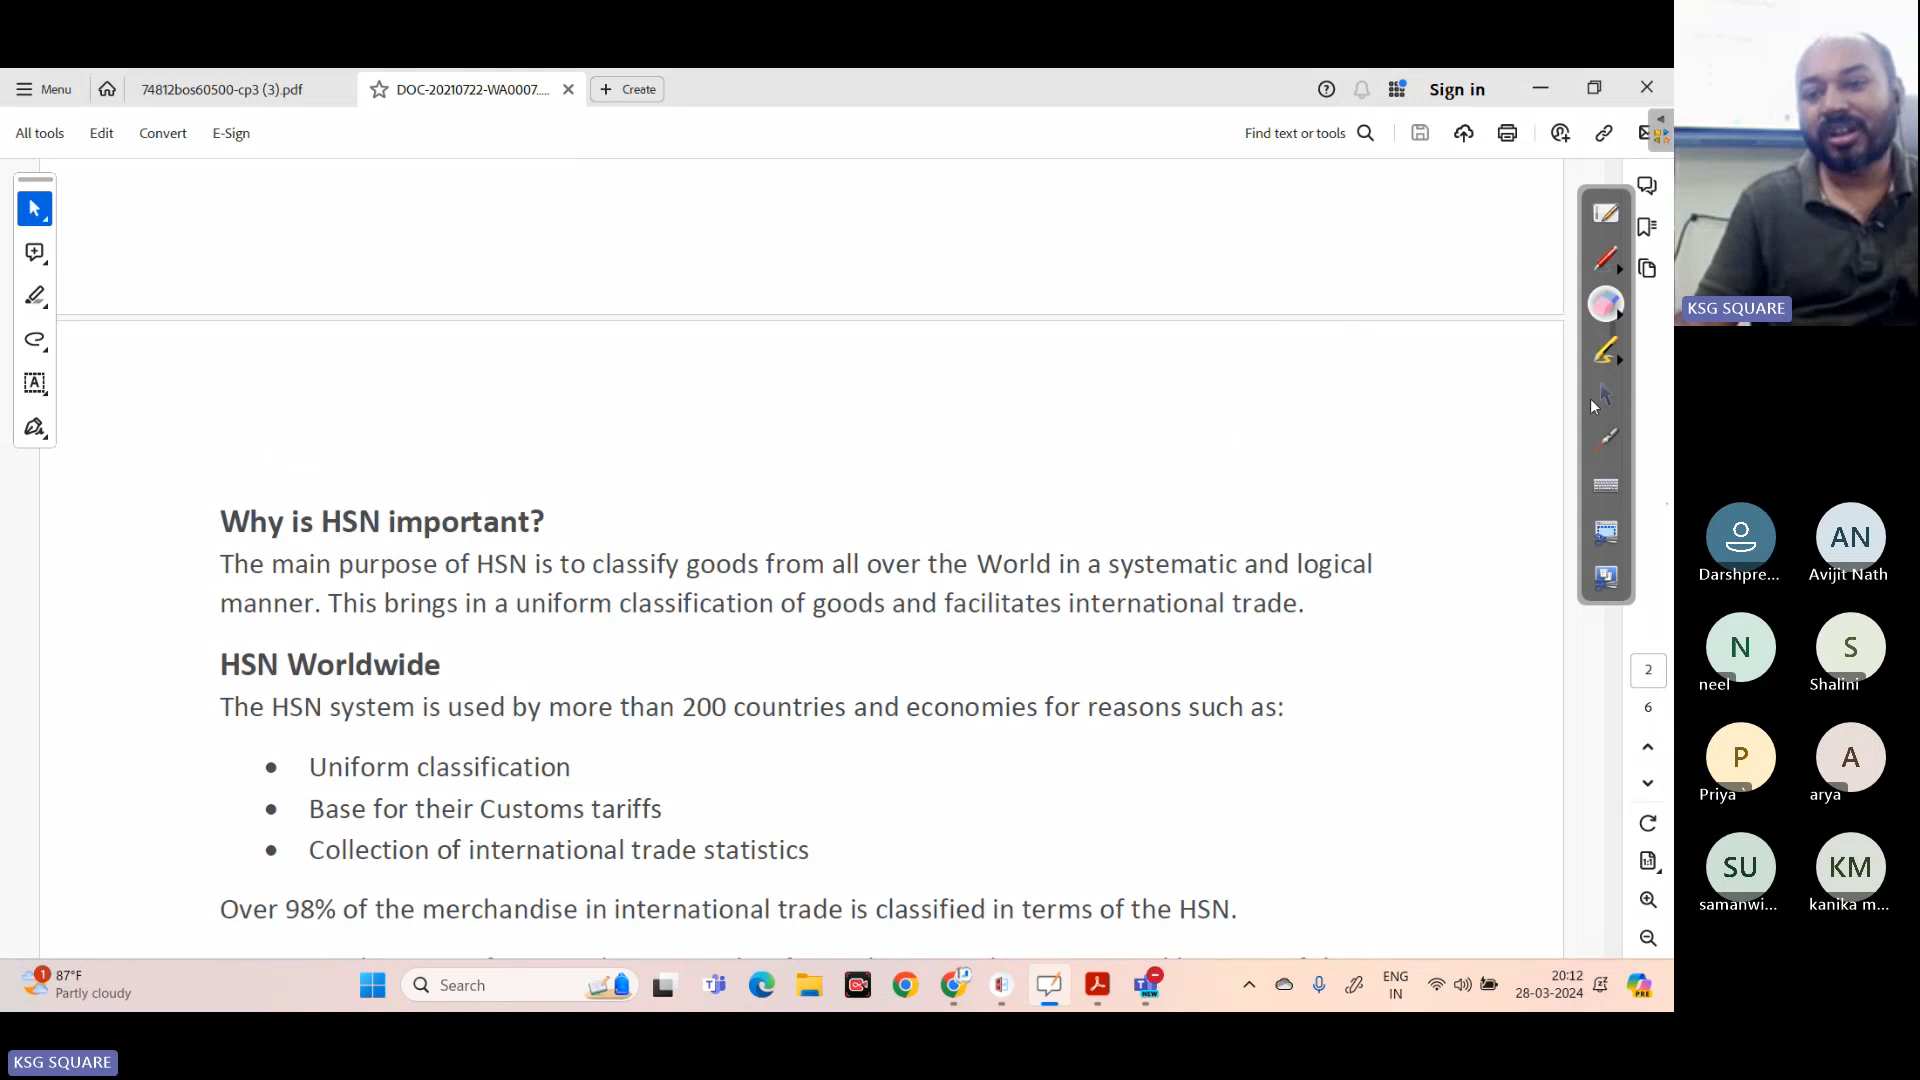 Menu
74812bos60500-cp3 (3).pdf
DOC-20210722-WA0007....
Create
Sign in
All tools
Edit
Convert
E-Sign
Find text or tools
KSG SQUARE
Why is HSN important?
The main purpose of HSN is to classify goods from all over the World in a systematic and logical
manner. This brings in a uniform classification of goods and facilitates international trade.
HSN Worldwide
The HSN system is used by more than 200 countries and economies for reasons such as:
• Uniform classification
• Base for their Customs tariffs
• Collection of international trade statistics
Over 98% of the merchandise in international trade is classified in terms of the HSN.
2
6
AN
Darshpre...
Avijit Nath
N
S
neel
Shalini
P
A
Priya `
arya
SU
KM
samanwi...
kanika m...
1
87°F
Partly cloudy
Search
NEW
ENG
IN
20:12
28-03-2024
PRE
KSG SQUARE